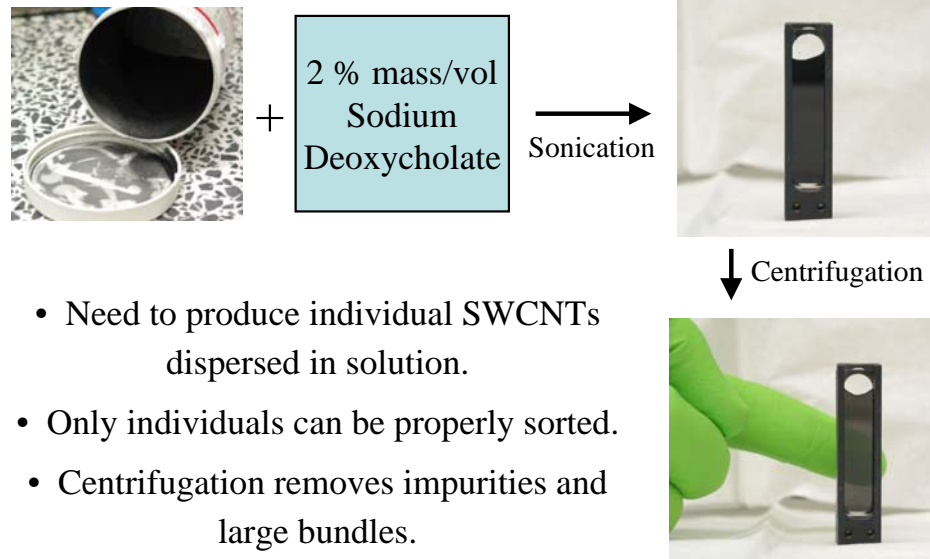 +
2 % mass/vol
Sodium
Deoxycholate
Sonication
Centrifugation
• Need to produce individual SWCNTs
dispersed in solution.
• Only individuals can be properly sorted.
• Centrifugation removes impurities and
large bundles.